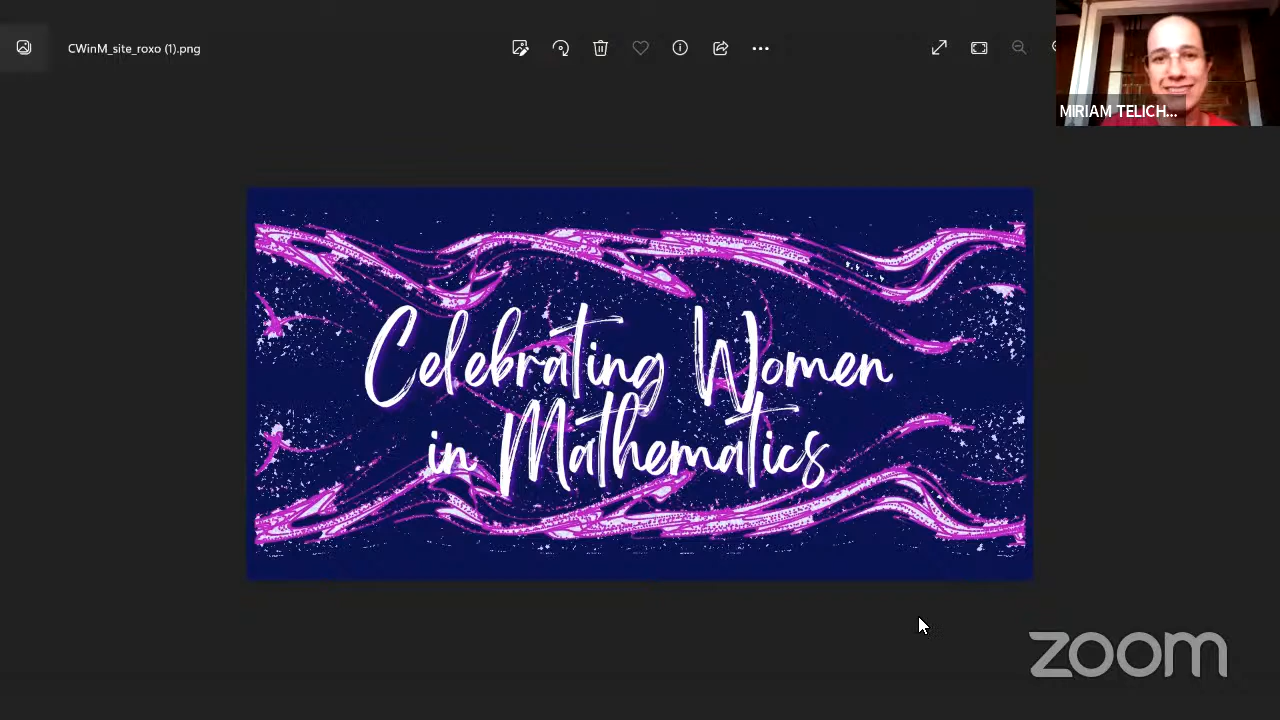 CWinM_site_roxo (1).png
MIRIAM TELICH...
Celebrating Women
in Mathematics
zoom